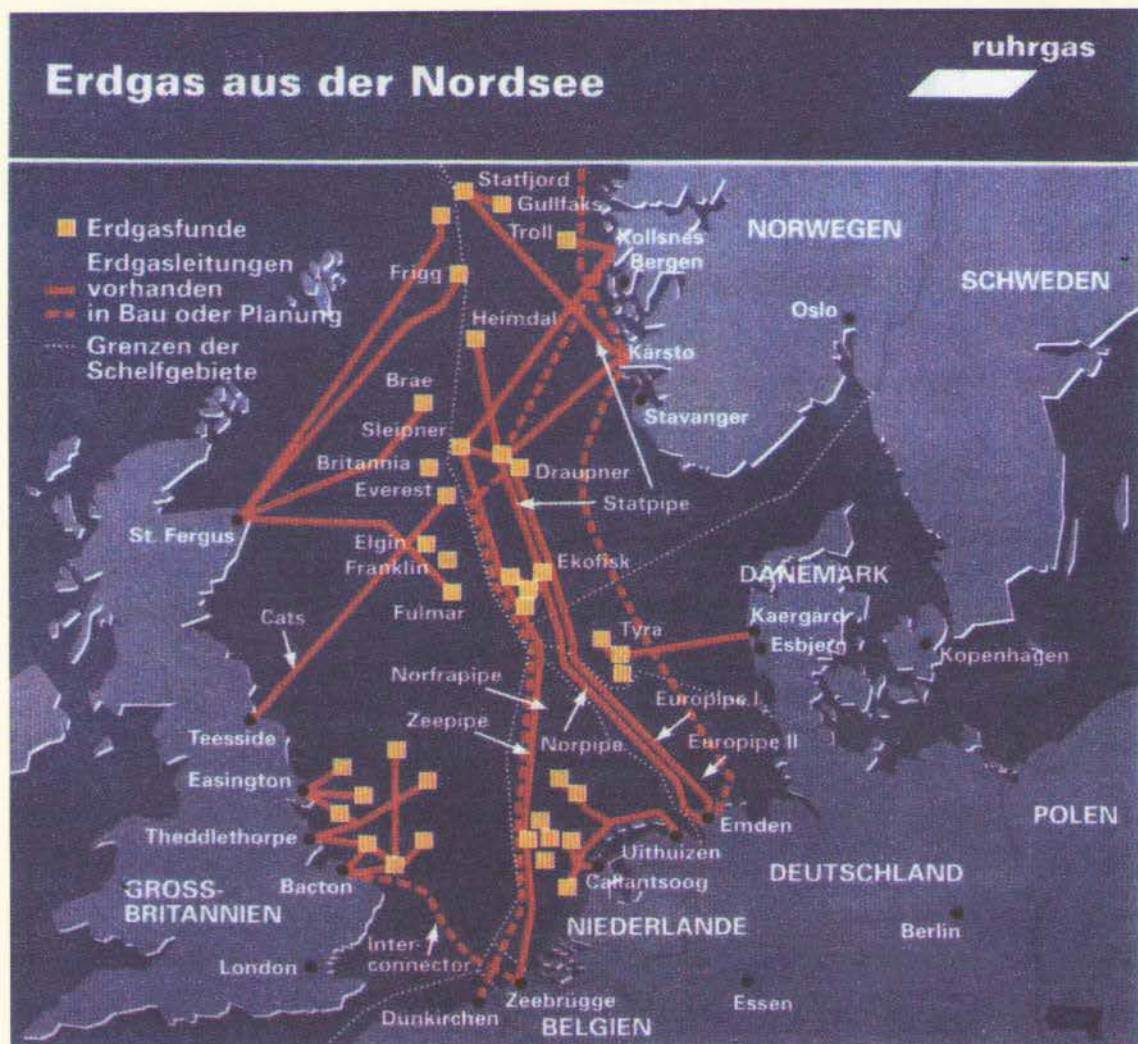 ruhrgas
Erdgas aus der Nordsee
Erdgasfunde
Erdgasleitungen
vorhanden
in Bau oder Planung
Grenzen der
Schelfgebiete
Statfjord
Gullfaks
Troll
Kollsnes
Bergen
NORWEGEN
SCHWEDEN
Frigg
Oslo
Heimdal
Kårstø
Brae
Stavanger
Sleipner
Britannia
Draupner
Everest
Statpipe
St. Fergus
Elgin
Franklin
Ekofisk
DÄNEMARK
Fulmar
Kaergard
Cats
Tyra
Esbjerg
Kopenhagen
Norfrapipe
Europipe I
Zeepipe
Norpipe
Europipe II
Teesside
Easington
POLEN
Theddlethorpe
Emden
Uithuizen
DEUTSCHLAND
Bacton
Callantsoog
GROSS-
BRITANNIEN
NIEDERLANDE
Berlin
Inter-
connector
London
Zeebrügge
Essen
Dünkirchen
BELGIEN